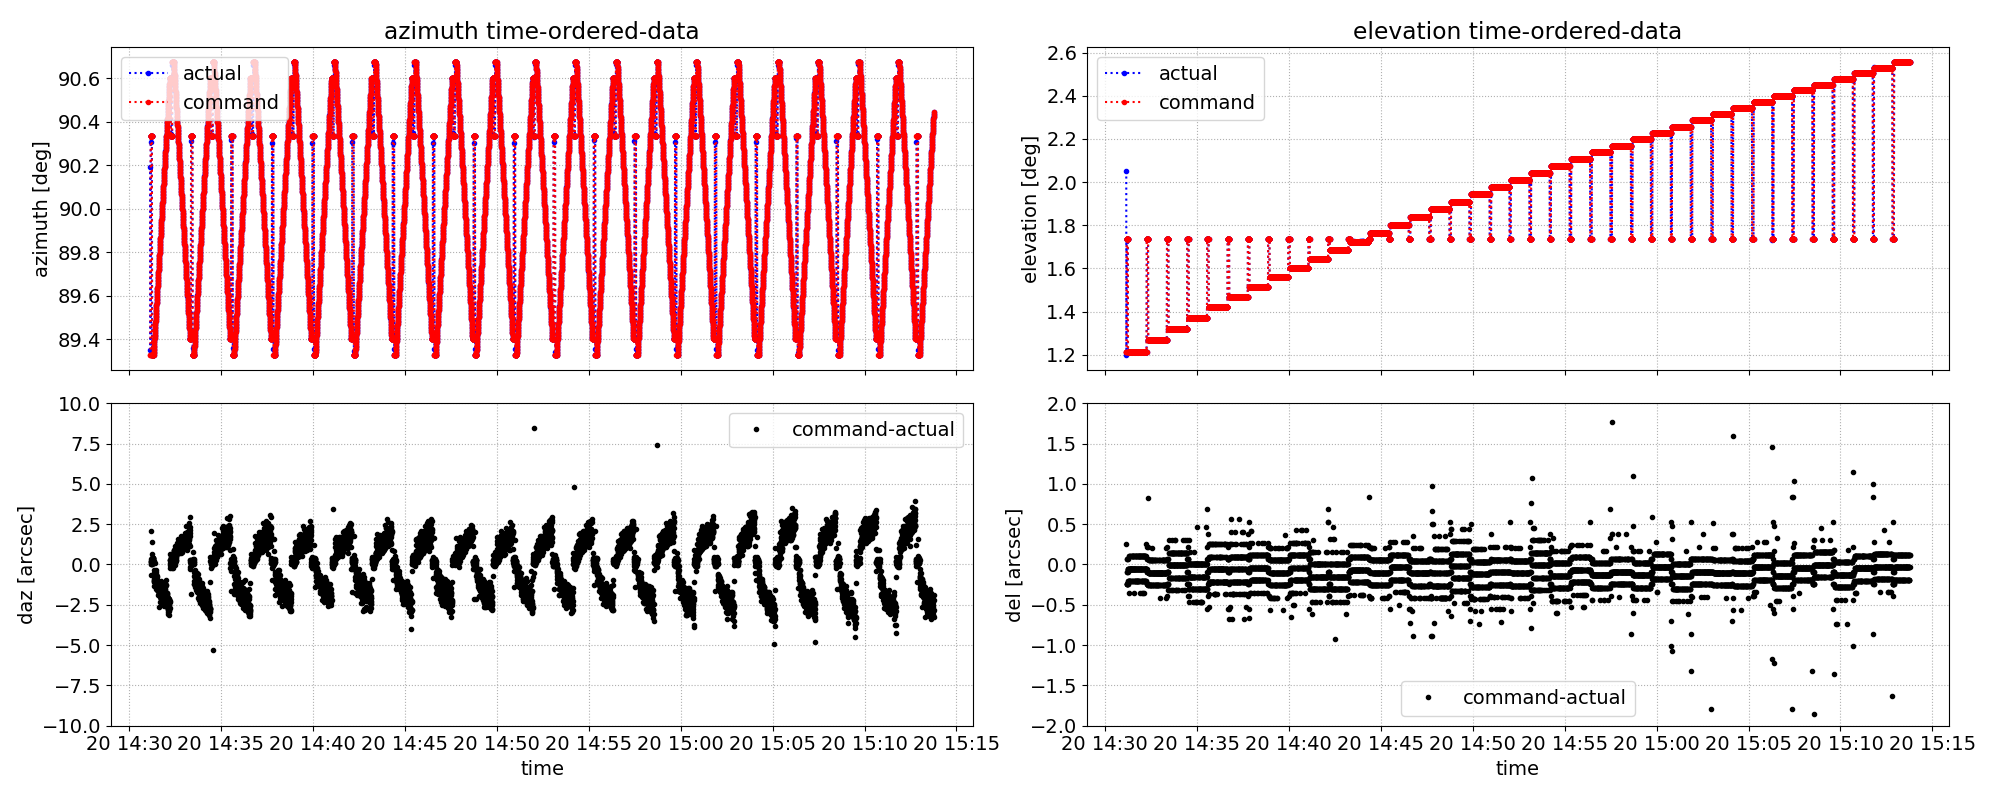 azimuth time-ordered-data
azimuth [deg]
90.6
90.4
90.2
90.0
89.8
89.6
89.4
actual
command
elevation time-ordered-data
elevation [deg]
2.6
2.4
2.2
2.0
1.8
1.6
1.4
1.2
actual
command
daz [arcsec]
10.0
7.5
5.0
2.5
0.0
−2.5
−5.0
−7.5
−10.0
command-actual
20 14:30 20 14:35 20 14:40 20 14:45 20 14:50 20 14:55 20 15:00 20 15:05 20 15:10 20 15:15
time
del [arcsec]
2.0
1.5
1.0
0.5
0.0
−0.5
−1.0
−1.5
−2.0
command-actual
20 14:30 20 14:35 20 14:40 20 14:45 20 14:50 20 14:55 20 15:00 20 15:05 20 15:10 20 15:15
time